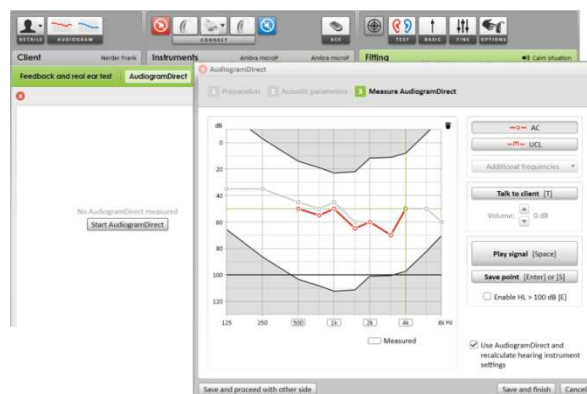 DETAILS
AUDIOGRAM
CONNECT
ACC
TEST
BASIC
FINE
OPTIONS
Client
Nerder Frank
Instruments
Ambra microP
Ambra microP
Fitting
Calm situation
Feedback and real ear test
AudiogramDirect
AudiogramDirect
1 Preparation
2 Acoustic parameters
3 Measure AudiogramDirect
No AudiogramDirect measured
Start AudiogramDirect
dB
0
20
40
60
80
100
120
125
250
500
1k
2k
4k
8k Hz
Measured
AC
UCL
Additional frequencies
Talk to client [T]
Volume:
0 dB
Play signal [Space]
Save point [Enter] or [S]
Enable HL > 100 dB [E]
Use AudiogramDirect and
recalculate hearing instrument
settings
Save and proceed with other side
Save and finish
Cancel